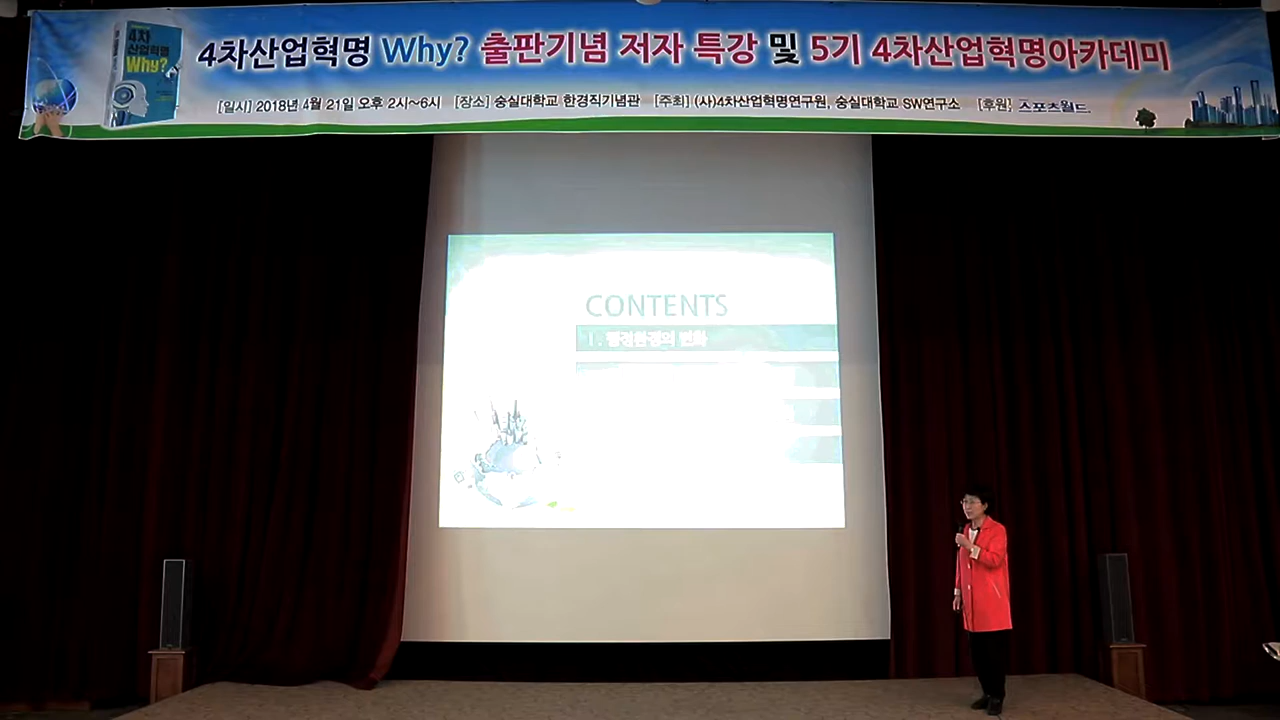 4차산업혁명 Why? 출판기념 저자 특강 및 5기 4차산업혁명아카데미
[일시] 2018년 4월 21일 오후 2시~6시 [장소] 숭실대학교 한경직기념관 [주최] (사)4차산업혁명연구원, 숭실대학교 SW연구소 [후원] 스포츠월드
4차
산업혁명
Why?
CONTENTS